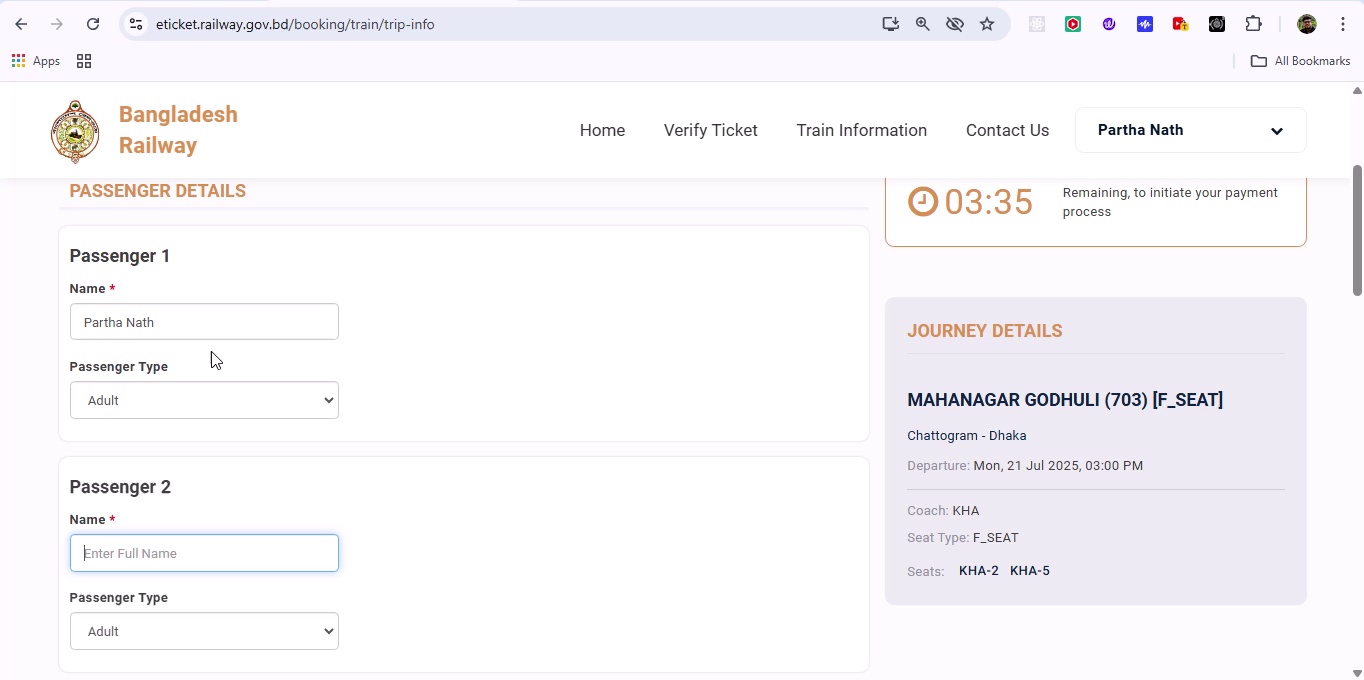 eticket.railway.gov.bd/booking/train/trip-info
Apps
All Bookmarks
Bangladesh
Railway
Home
Verify Ticket
Train Information
Contact Us
Partha Nath
PASSENGER DETAILS
Passenger 1
Name *
Partha Nath
Passenger Type
Adult
Passenger 2
Name *
Enter Full Name
Passenger Type
Adult
03:35
Remaining, to initiate your payment
process
JOURNEY DETAILS
MAHANAGAR GODHULI (703) [F_SEAT]
Chattogram - Dhaka
Departure: Mon, 21 Jul 2025, 03:00 PM
Coach: KHA
Seat Type: F_SEAT
Seats: KHA-2 KHA-5